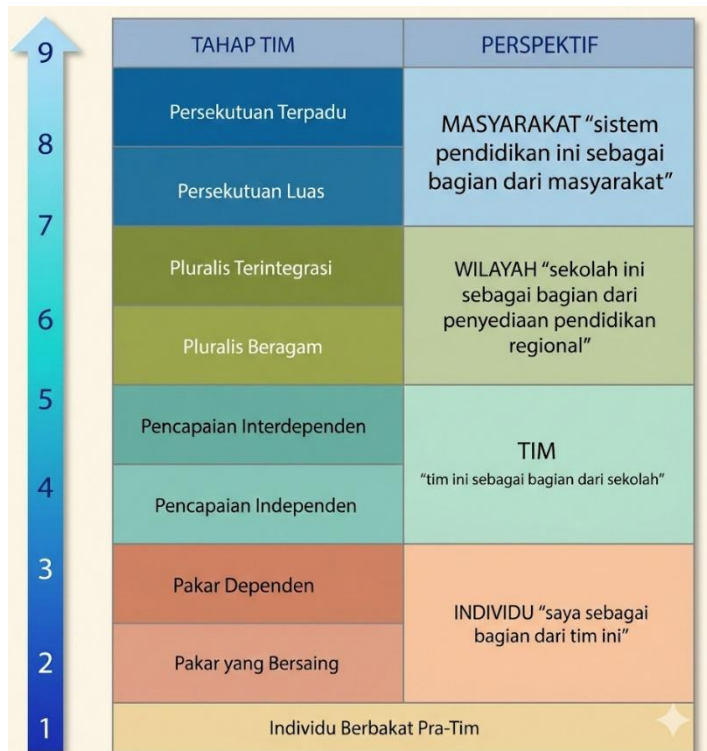 9
TAHAP TIM
PERSPEKTIF
Persekutuan Terpadu
MASYARAKAT “sistem
pendidikan ini sebagai
bagian dari masyarakat”
8
Persekutuan Luas
7
Pluralis Terintegrasi
WILAYAH “sekolah ini
sebagai bagian dari
penyediaan pendidikan
regional”
6
Pluralis Beragam
5
Pencapaian Interdependen
TIM
“tim ini sebagai bagian dari sekolah”
4
Pencapaian Independen
3
Pakar Dependen
INDIVIDU “saya sebagai
bagian dari tim ini”
2
Pakar yang Bersaing
1
Individu Berbakat Pra-Tim